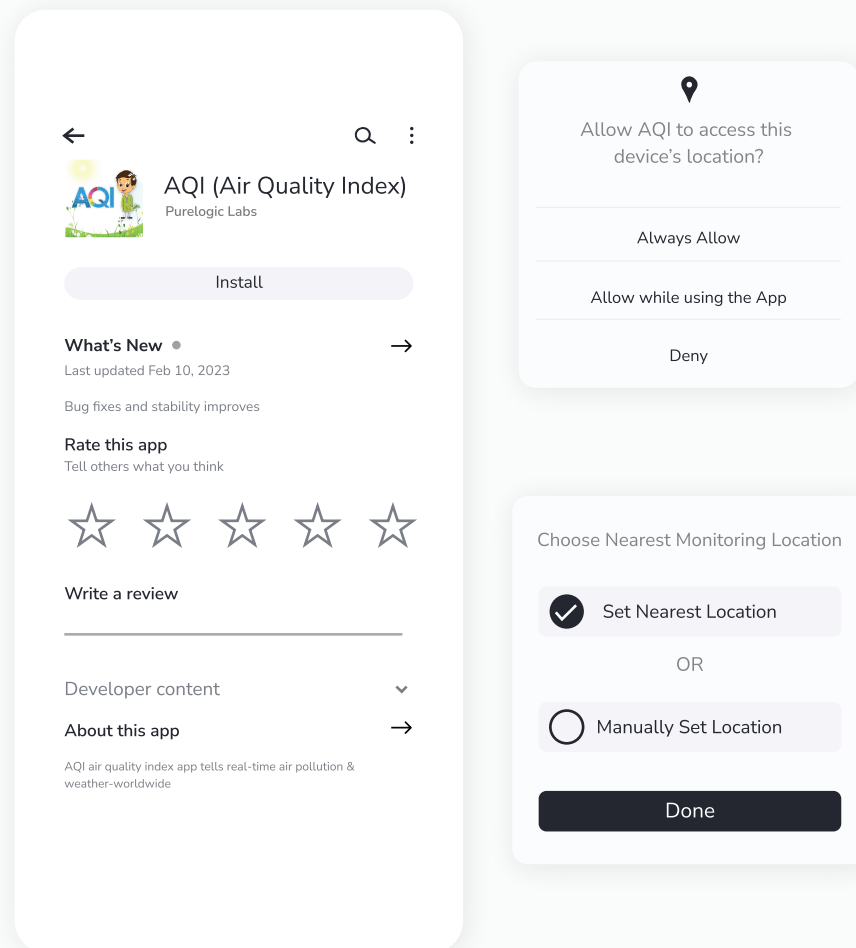 AQI (Air Quality Index)
AQI
Purelogic Labs
Install
What's New
Last updated Feb 10, 2023
Bug fixes and stability improves
Rate this app
Tell others what you think
Write a review
Developer content
About this app
AQI air quality index app tells real-time air pollution &
weather-worldwide
Allow AQI to access this
device's location?
Always Allow
Allow while using the App
Deny
Choose Nearest Monitoring Location
Set Nearest Location
OR
Manually Set Location
Done